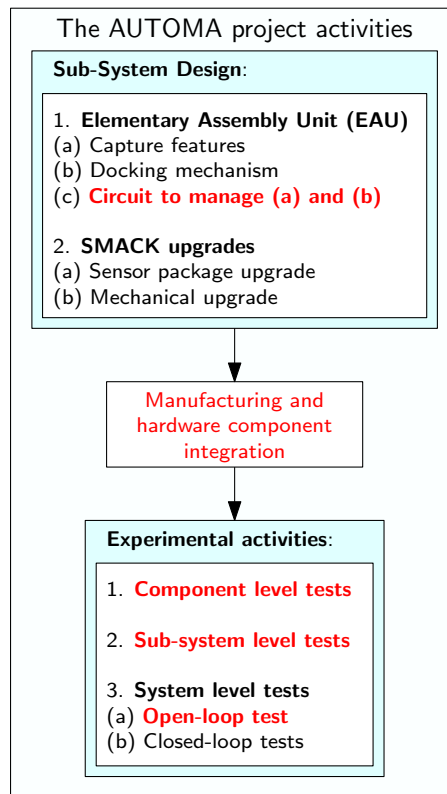 The AUTOMA project activities
Sub-System Design:
1. Elementary Assembly Unit (EAU)
(a) Capture features
(b) Docking mechanism
(c) Circuit to manage (a) and (b)
2. SMACK upgrades
(a) Sensor package upgrade
(b) Mechanical upgrade
Manufacturing and
hardware component
integration
Experimental activities:
1. Component level tests
2. Sub-system level tests
3. System level tests
(a) Open-loop test
(b) Closed-loop tests